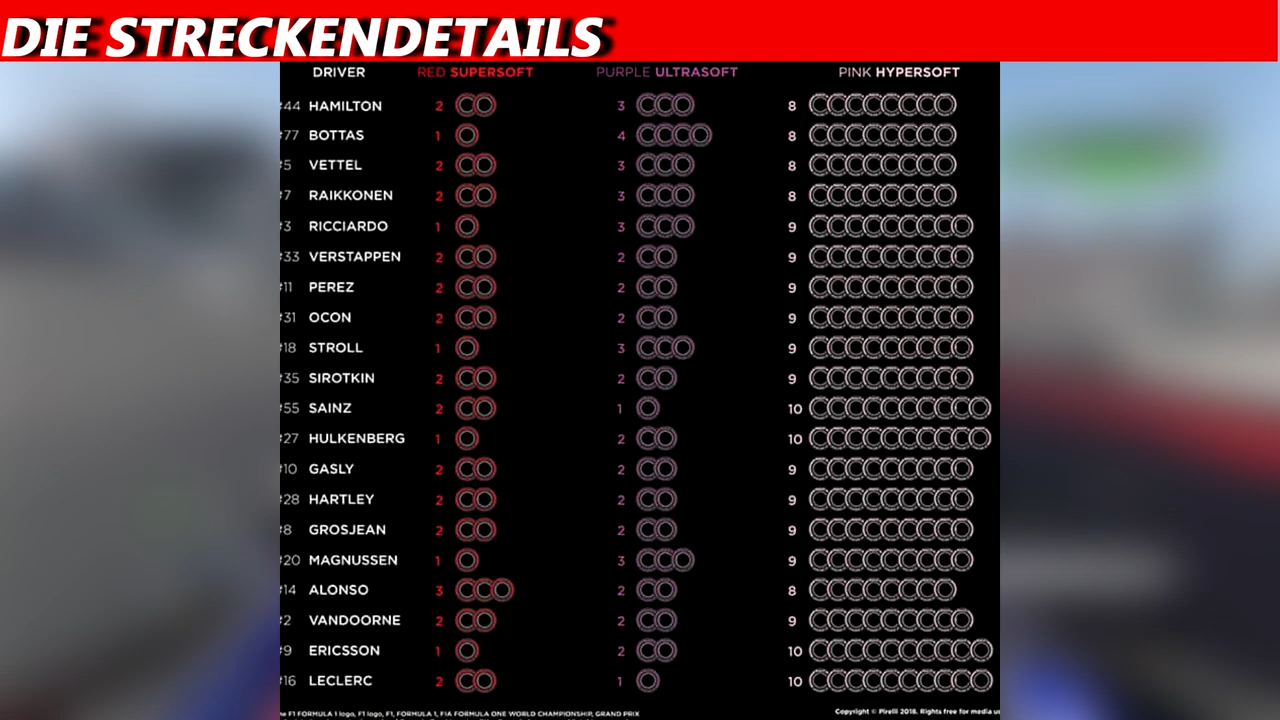 DIE STRECKENDETAILS
DRIVER RED SUPERSOFT PURPLE ULTRASOFT PINK HYPERSOFT
#44 HAMILTON 2 3 8
#77 BOTTAS 1 4 8
#5 VETTEL 2 3 8
#7 RAIKKONEN 2 3 8
#3 RICCIARDO 1 3 9
#33 VERSTAPPEN 2 2 9
#11 PEREZ 2 2 9
#31 OCON 2 2 9
#18 STROLL 1 3 9
#35 SIROTKIN 2 2 9
#55 SAINZ 2 1 10
#27 HULKENBERG 1 2 10
#10 GASLY 2 2 9
#28 HARTLEY 2 2 9
#8 GROSJEAN 2 2 9
#20 MAGNUSSEN 1 3 9
#14 ALONSO 3 2 8
#2 VANDOORNE 2 2 9
#9 ERICSSON 1 2 10
#16 LECLERC 2 1 10
F1 FORMULA 1 logo, F1 logo, F1, FORMULA 1, FIA FORMULA ONE WORLD CHAMPIONSHIP, GRAND PRIX Copyright © Pirelli 2018. Rights free for media